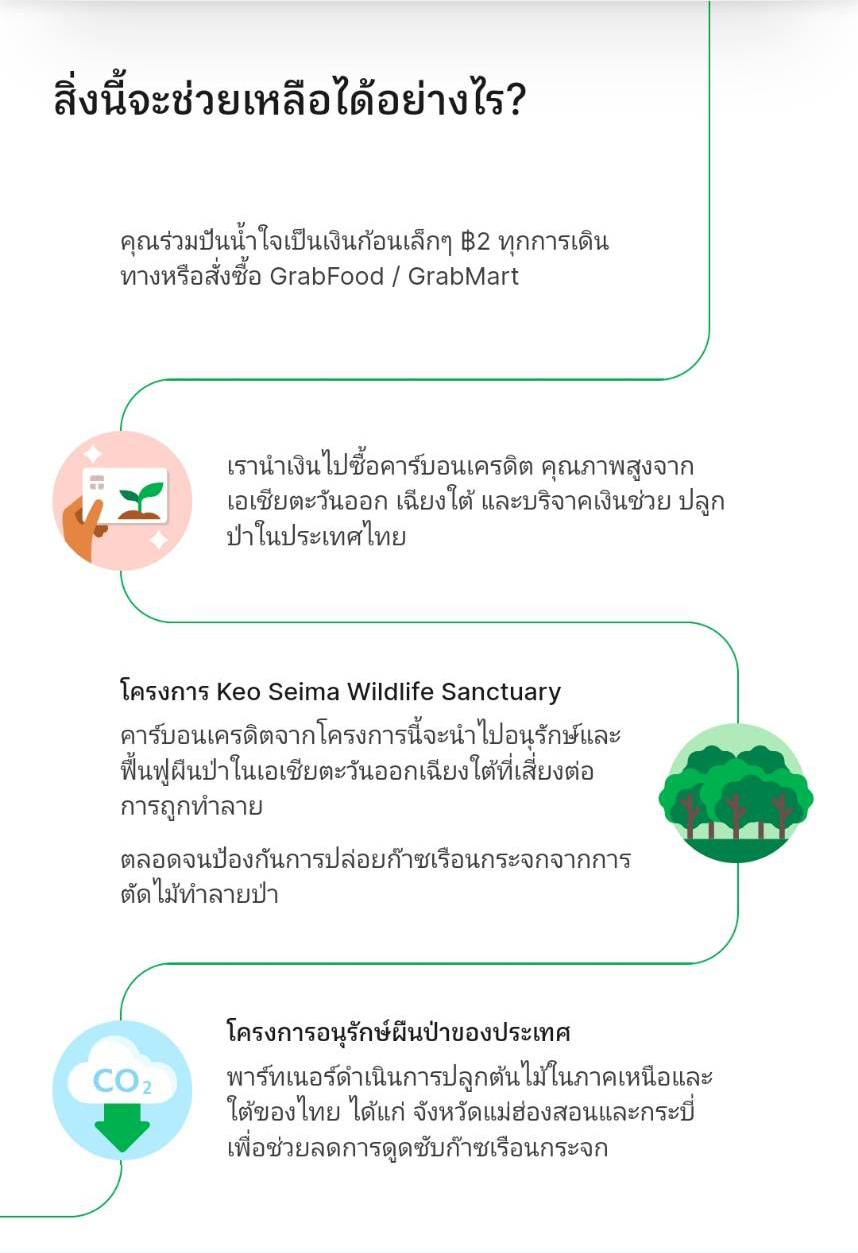 สิ่งนี้จะช่วยเหลือได้อย่างไร?
คุณร่วมปันน้ำใจเป็นเงินก้อนเล็กๆ ฿2 ทุกการเดิน
ทางหรือสั่งซื้อ GrabFood / GrabMart
เรานำเงินไปซื้อคาร์บอนเครดิต คุณภาพสูงจาก
เอเชียตะวันออก เฉียงใต้ และบริจาคเงินช่วย ปลูก
ป่าในประเทศไทย
โครงการ Keo Seima Wildlife Sanctuary
คาร์บอนเครดิตจากโครงการนี้จะนำไปอนุรักษ์และ
ฟื้นฟูผืนป่าในเอเชียตะวันออกเฉียงใต้ที่เสี่ยงต่อ
การถูกทำลาย
ตลอดจนป้องกันการปล่อยก๊าซเรือนกระจกจากการ
ตัดไม้ทำลายป่า
โครงการอนุรักษ์ผืนป่าของประเทศ
CO2
พาร์ทเนอร์ดำเนินการปลูกต้นไม้ในภาคเหนือและ
ใต้ของไทย ได้แก่ จังหวัดแม่ฮ่องสอนและกระบี่
เพื่อช่วยลดการดูดซับก๊าซเรือนกระจก